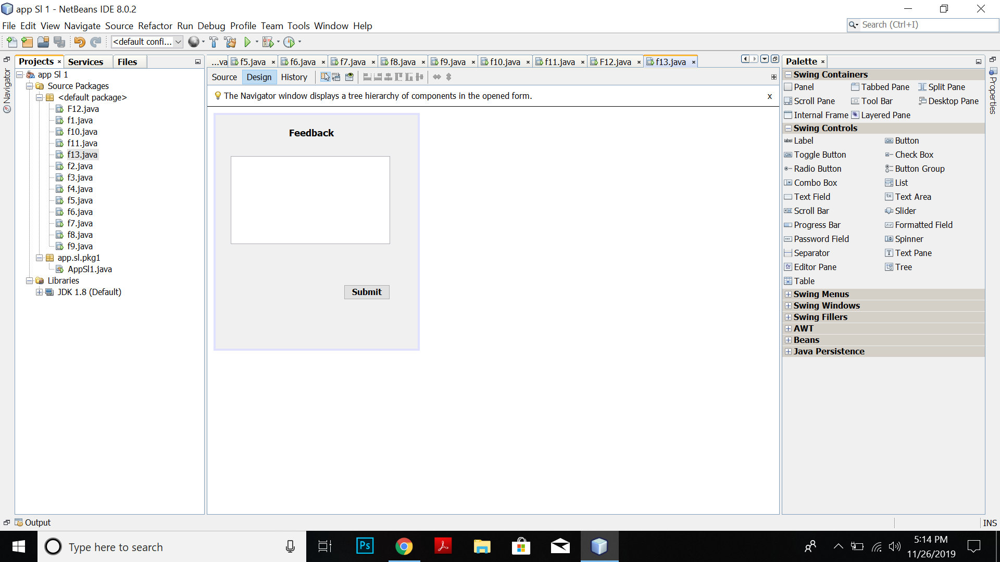 app Sl 1 - NetBeans IDE 8.0.2
File Edit View Navigate Source Refactor Run Debug Profile Team Tools Window Help
Search (Ctrl+I)
<default confi...
Navigator
Projects Services Files
app Sl 1
Source Packages
<default package>
F12.java
f1.java
f10.java
f11.java
f13.java
f2.java
f3.java
f4.java
f5.java
f6.java
f7.java
f8.java
f9.java
app.sl.pkg1
AppSl1.java
Libraries
JDK 1.8 (Default)
...va f5.java f6.java f7.java f8.java f9.java f10.java f11.java F12.java f13.java
Source Design History
The Navigator window displays a tree hierarchy of components in the opened form. x
Feedback
Submit
Palette
Swing Containers
Panel Tabbed Pane Split Pane
Scroll Pane Tool Bar Desktop Pane
Internal Frame Layered Pane
Swing Controls
label Label OK Button
ON Toggle Button Check Box
Radio Button Button Group
Combo Box List
Text Field Text Area
Scroll Bar Slider
Progress Bar Formatted Field
Password Field Spinner
Separator Text Pane
Editor Pane Tree
Table
Swing Menus
Swing Windows
Swing Fillers
AWT
Beans
Java Persistence
Properties
Output
INS
Type here to search
Ps
5:14 PM
11/26/2019